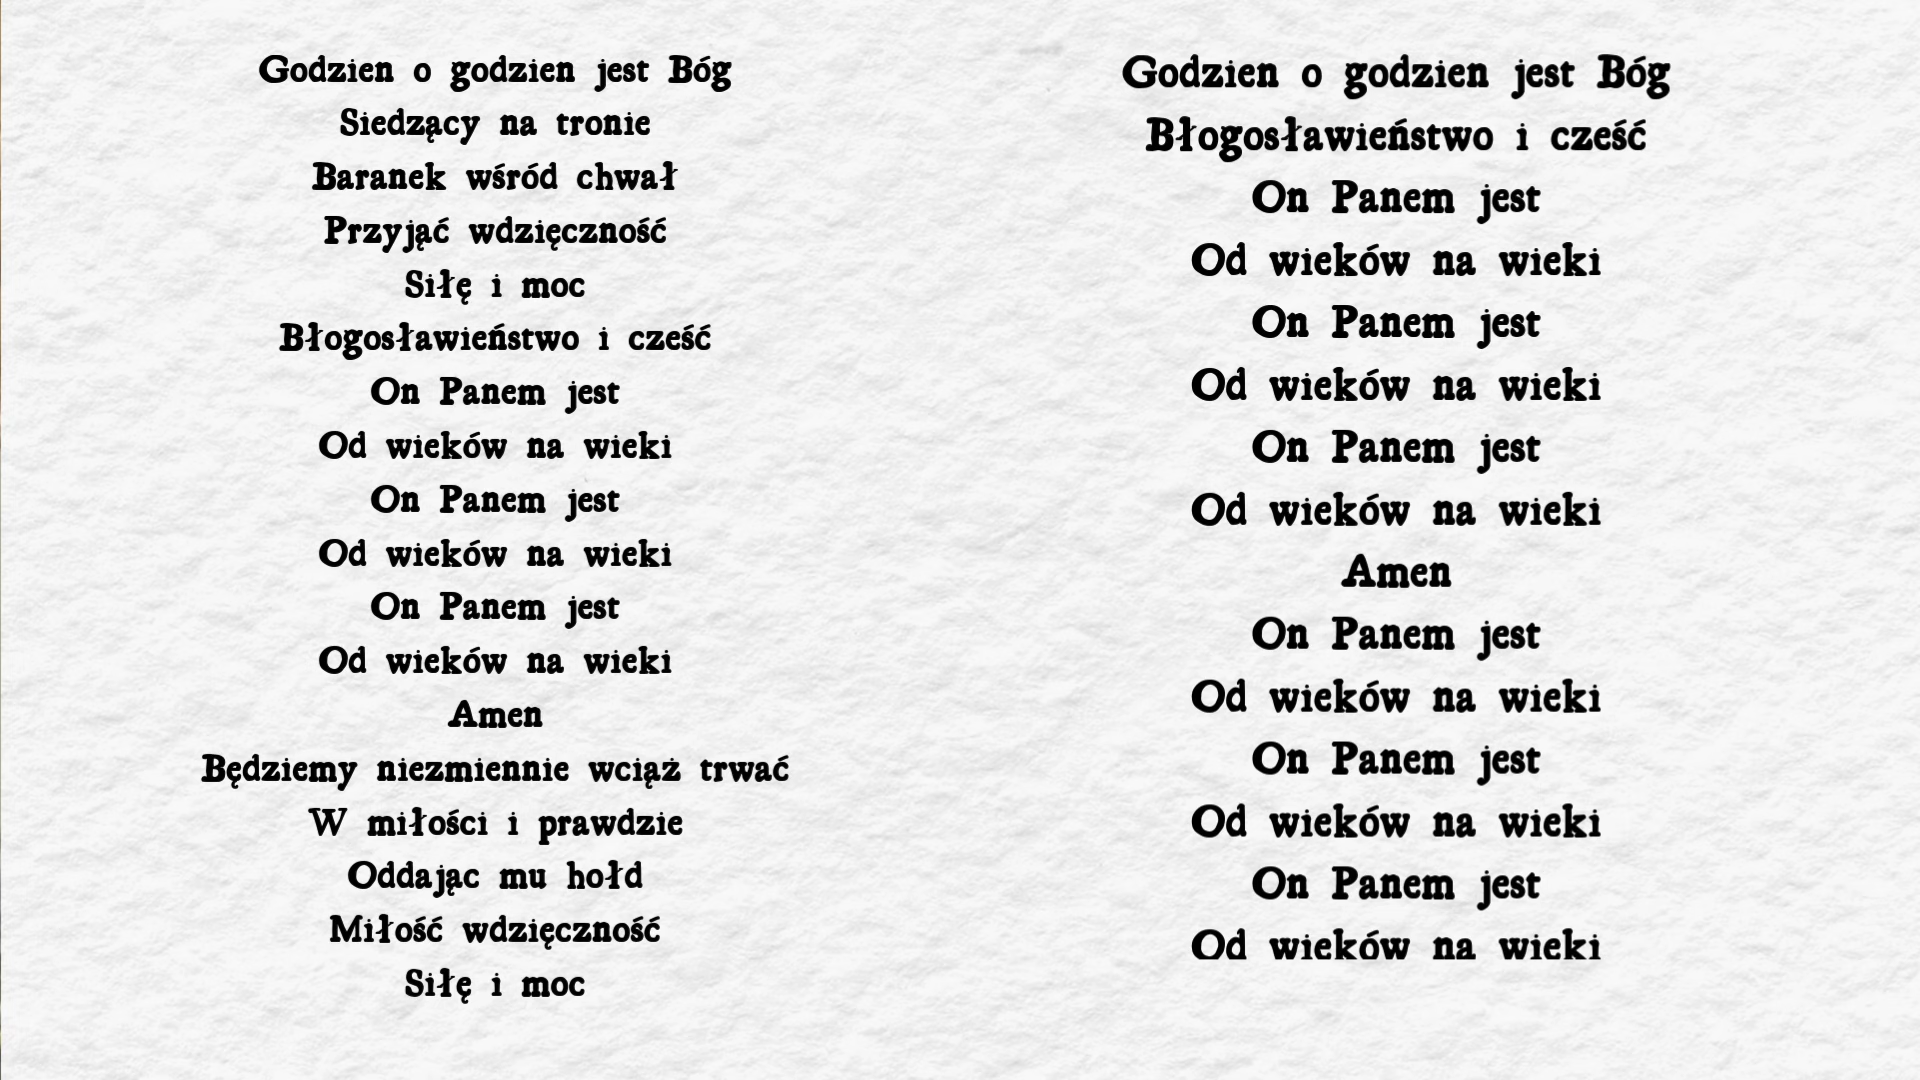 Godzien o godzien jest Bóg
Siedzący na tronie
Baranek wśród chwał
Przyjąć wdzięczność
Siłę i moc
Błogosławieństwo i cześć
On Panem jest
Od wieków na wieki
On Panem jest
Od wieków na wieki
On Panem jest
Od wieków na wieki
Amen
Będziemy niezmiennie wciąż trwać
W miłości i prawdzie
Oddając mu hołd
Miłość wdzięczność
Siłę i moc
Godzien o godzien jest Bóg
Błogosławieństwo i cześć
On Panem jest
Od wieków na wieki
On Panem jest
Od wieków na wieki
On Panem jest
Od wieków na wieki
Amen
On Panem jest
Od wieków na wieki
On Panem jest
Od wieków na wieki
On Panem jest
Od wieków na wieki